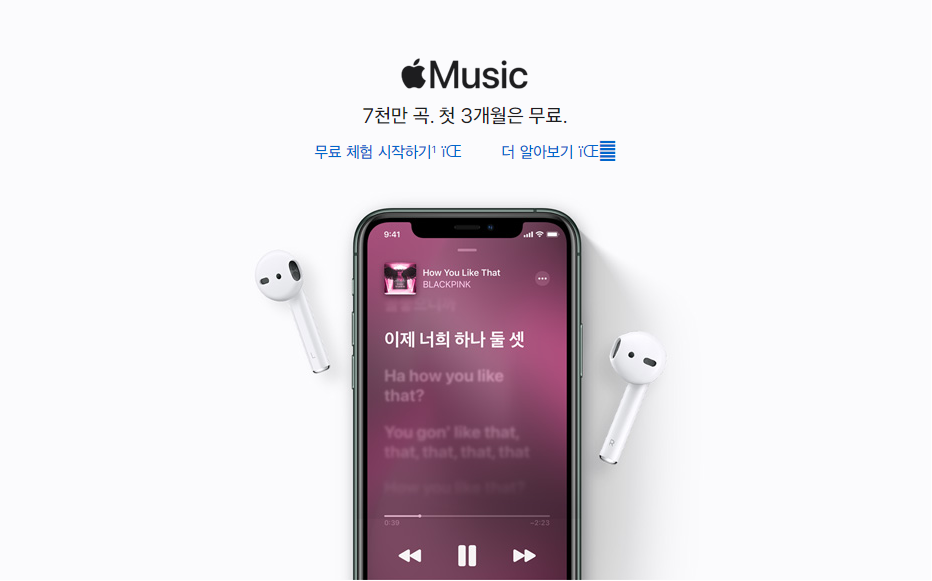 Music
7천만 곡. 첫 3개월은 무료.
무료 체험 시작하기¹ ïŒ
더 알아보기 ïŒ
9:41
How You Like That
BLACKPINK
이제 너희 하나 둘 셋
Ha how you like
that?
You gon' like that,
that, that, that, that
How you like that?
0:39
-2:23
L
R